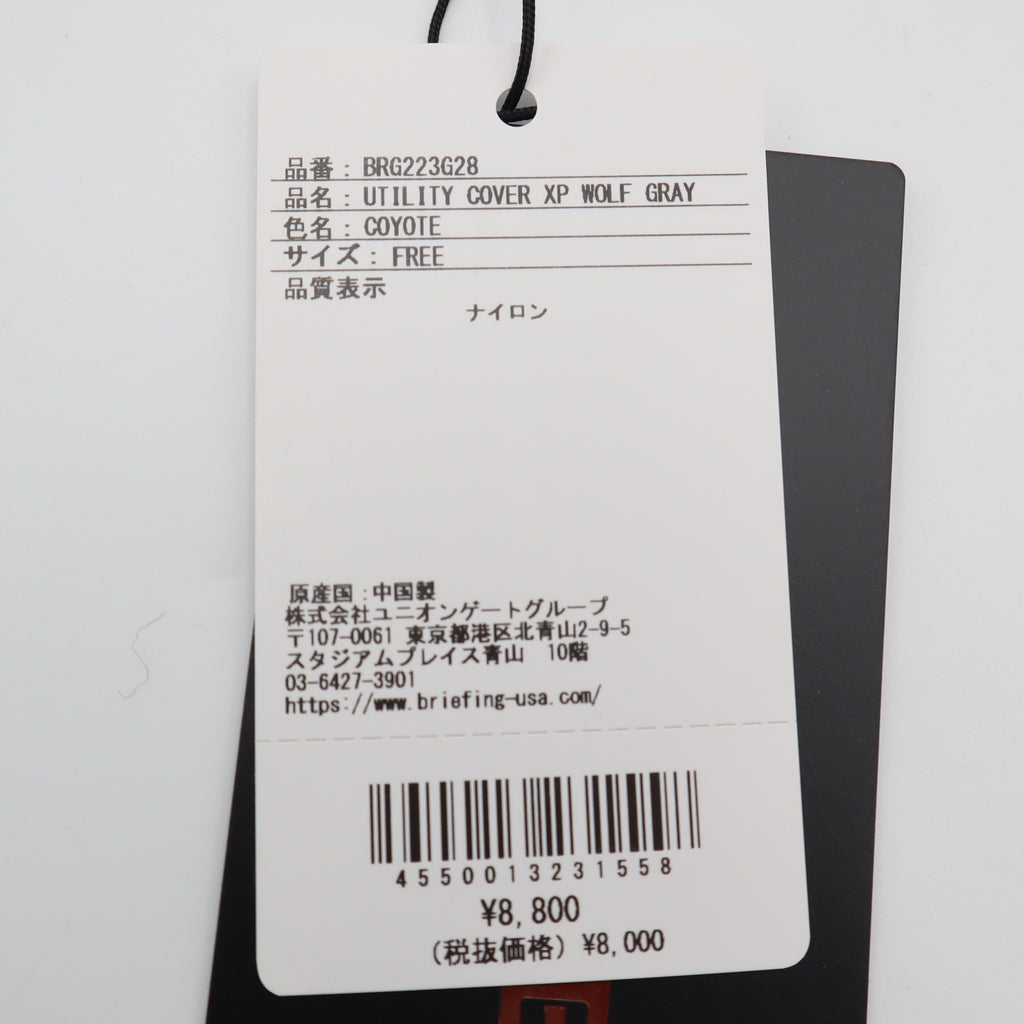 品番：BRG223G28
品名：UTILITY COVER XP WOLF GRAY
色名：COYOTE
サイズ：FREE
品質表示
ナイロン
原産国：中国製
株式会社ユニオンゲートグループ
〒107-0061 東京都港区北青山2-9-5
スタジアムプレイス青山　10階
03-6427-3901
https://www.briefing-usa.com/
4550013231558
¥8,800
(税抜価格) ¥8,000